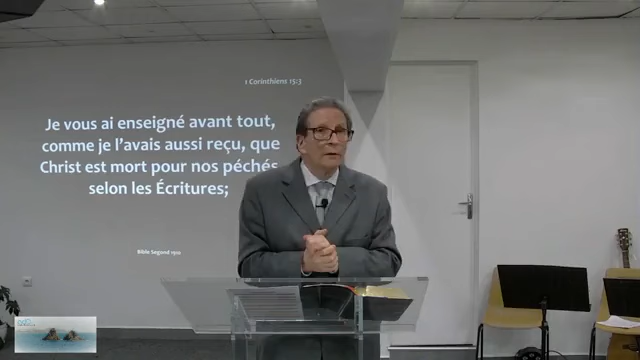 1 Corinthiens 15:3
Je vous ai enseigné avant tout,
comme je l'avais aussi reçu, que
Christ est mort pour nos péchés
selon les Écritures;
Bible Segond 1910